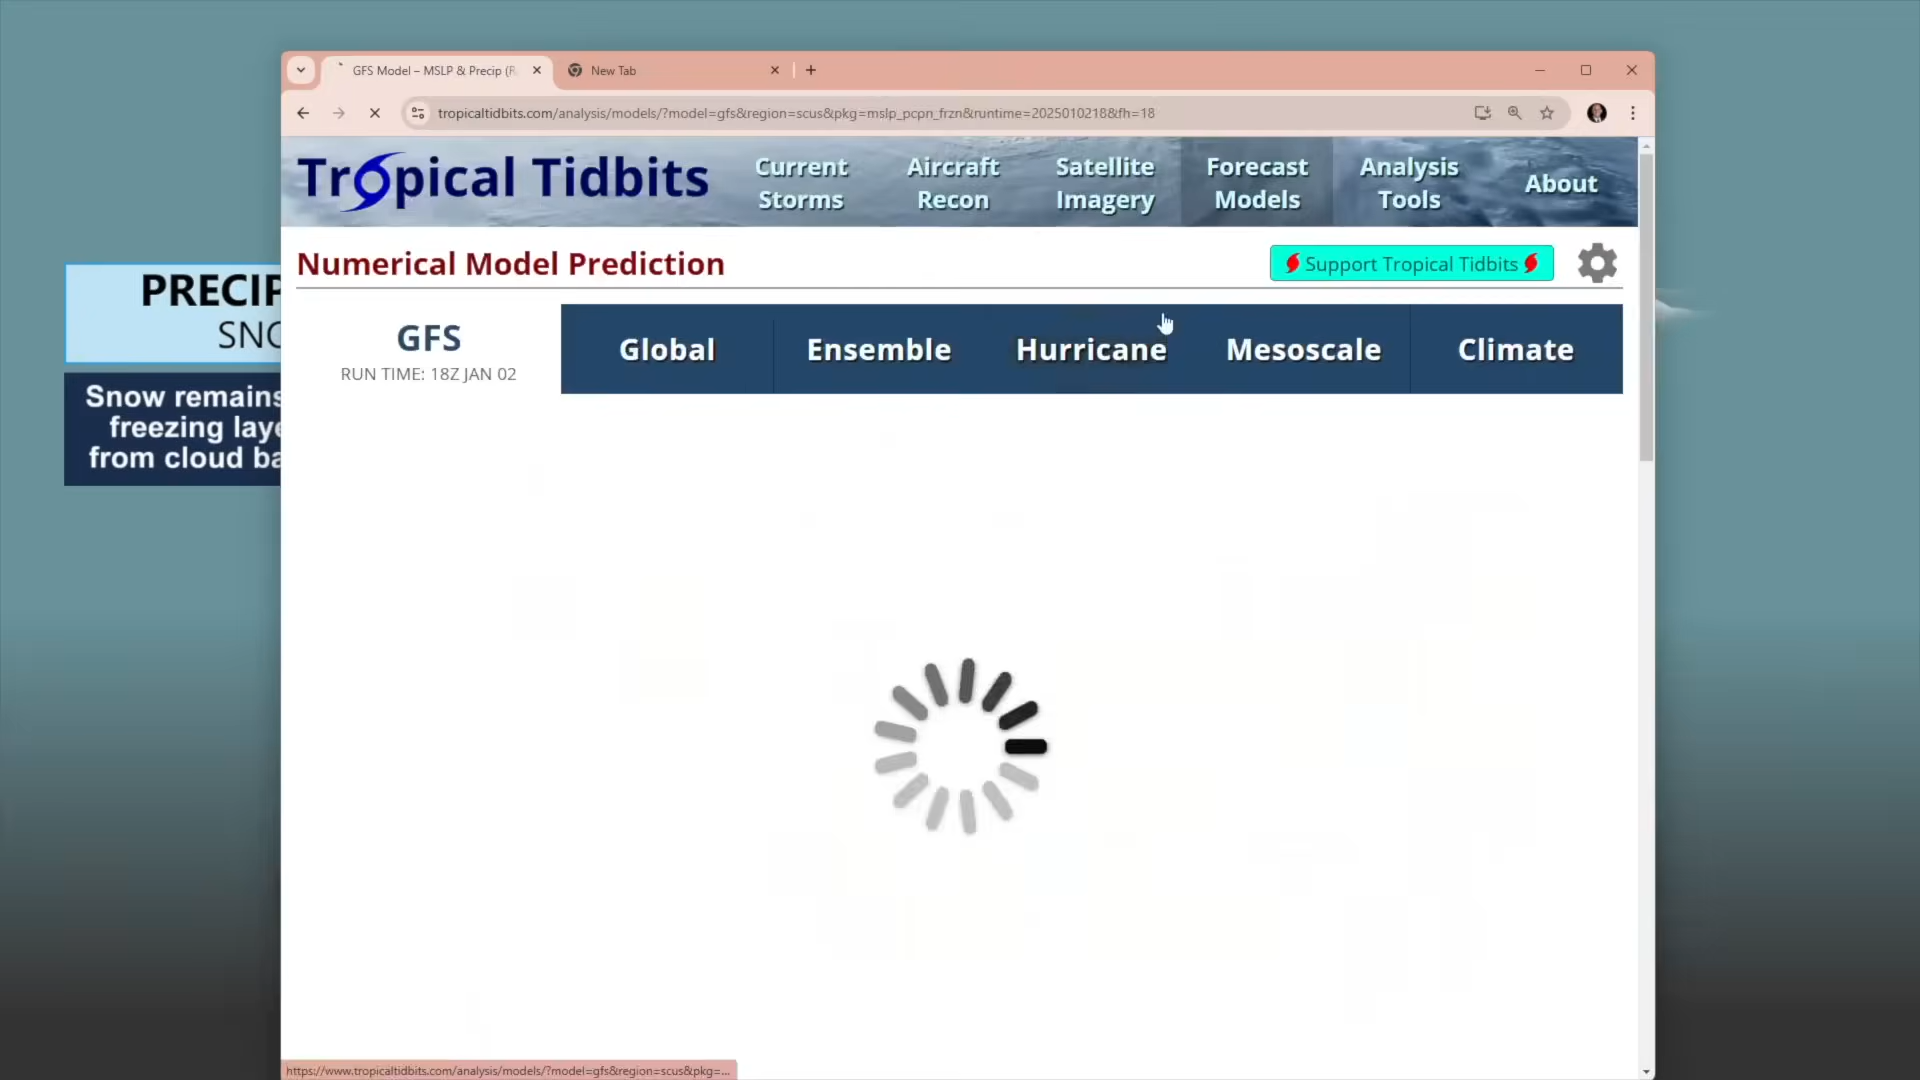 GFS Model – MSLP & Precip (R
New Tab
tropicaltidbits.com/analysis/models/?model=gfs&region=scus&pkg=mslp_pcpn_frzn&runtime=2025010218&fh=18
Tropical Tidbits
Current Storms
Aircraft Recon
Satellite Imagery
Forecast Models
Analysis Tools
About
Numerical Model Prediction
Support Tropical Tidbits
GFS
RUN TIME: 18Z JAN 02
Global
Ensemble
Hurricane
Mesoscale
Climate
PRECIP
SNO
Snow remains
freezing laye
from cloud ba
https://www.tropicaltidbits.com/analysis/models/?model=gfs&region=scus&pkg=...